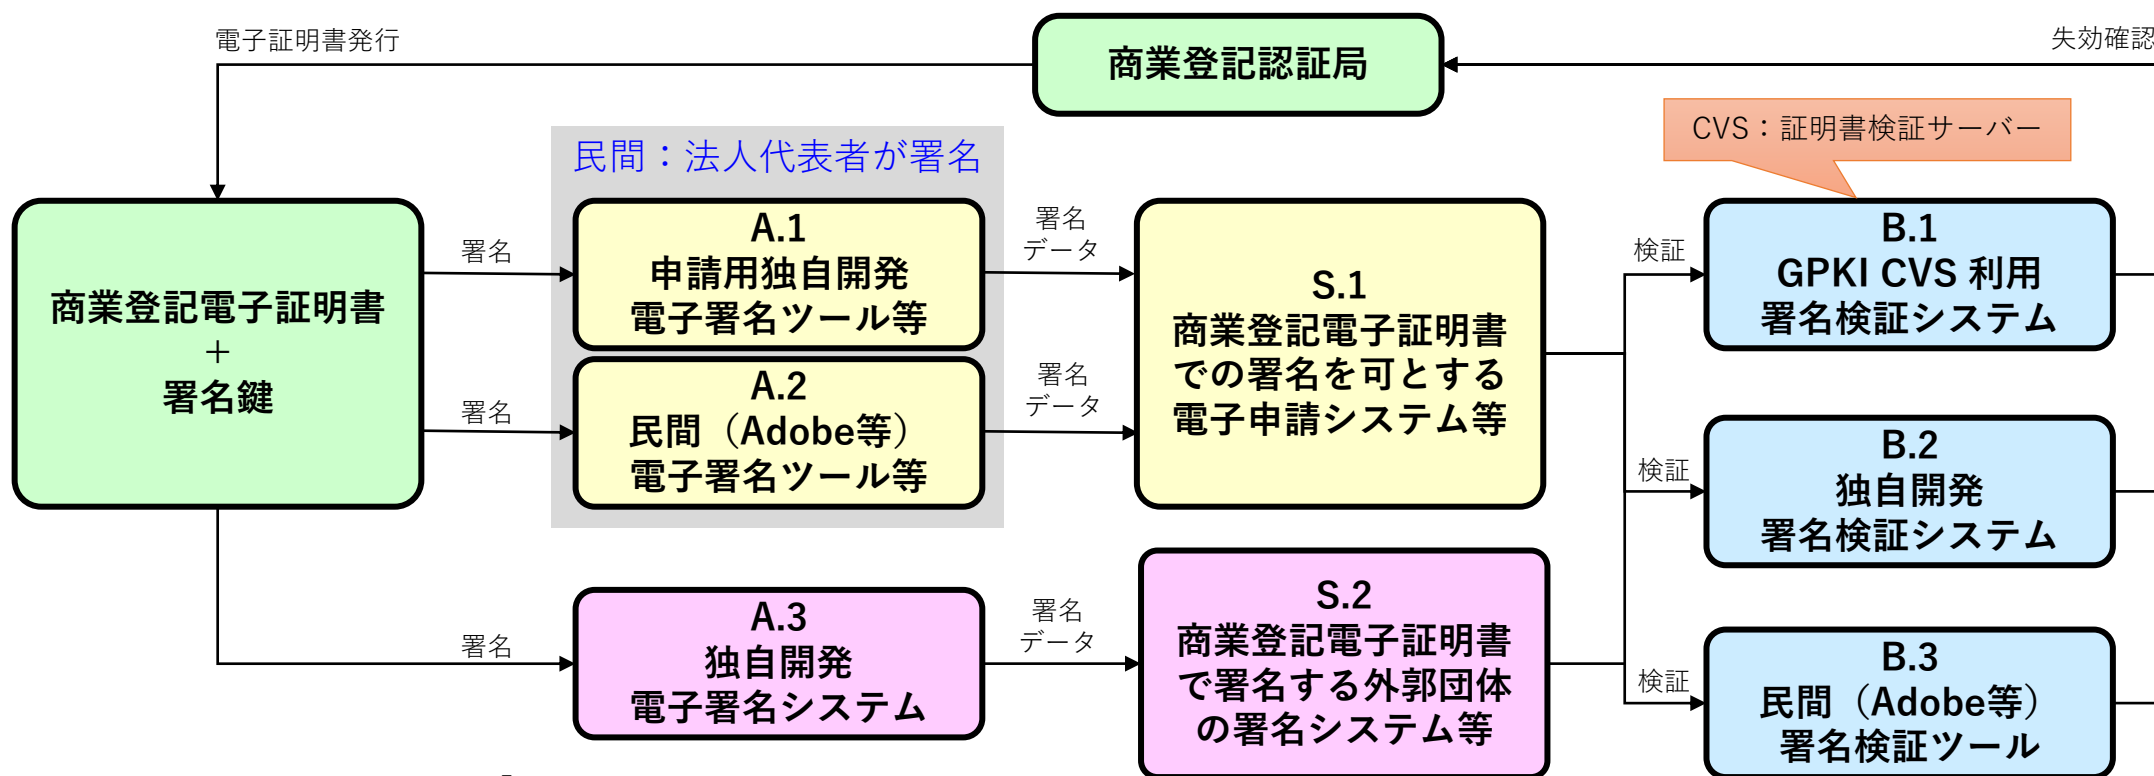 電子証明書発行
商業登記認証局
失効確認
CVS：証明書検証サーバー
民間：法人代表者が署名
商業登記電子証明書
＋
署名鍵
署名
A.1
申請用独自開発
電子署名ツール等
署名
データ
署名
A.2
民間（Adobe等）
電子署名ツール等
署名
データ
S.1
商業登記電子証明書
での署名を可とする
電子申請システム等
検証
B.1
GPKI CVS 利用
署名検証システム
検証
B.2
独自開発
署名検証システム
署名
A.3
独自開発
電子署名システム
署名
データ
S.2
商業登記電子証明書
で署名する外郭団体
の署名システム等
検証
B.3
民間（Adobe等）
署名検証ツール